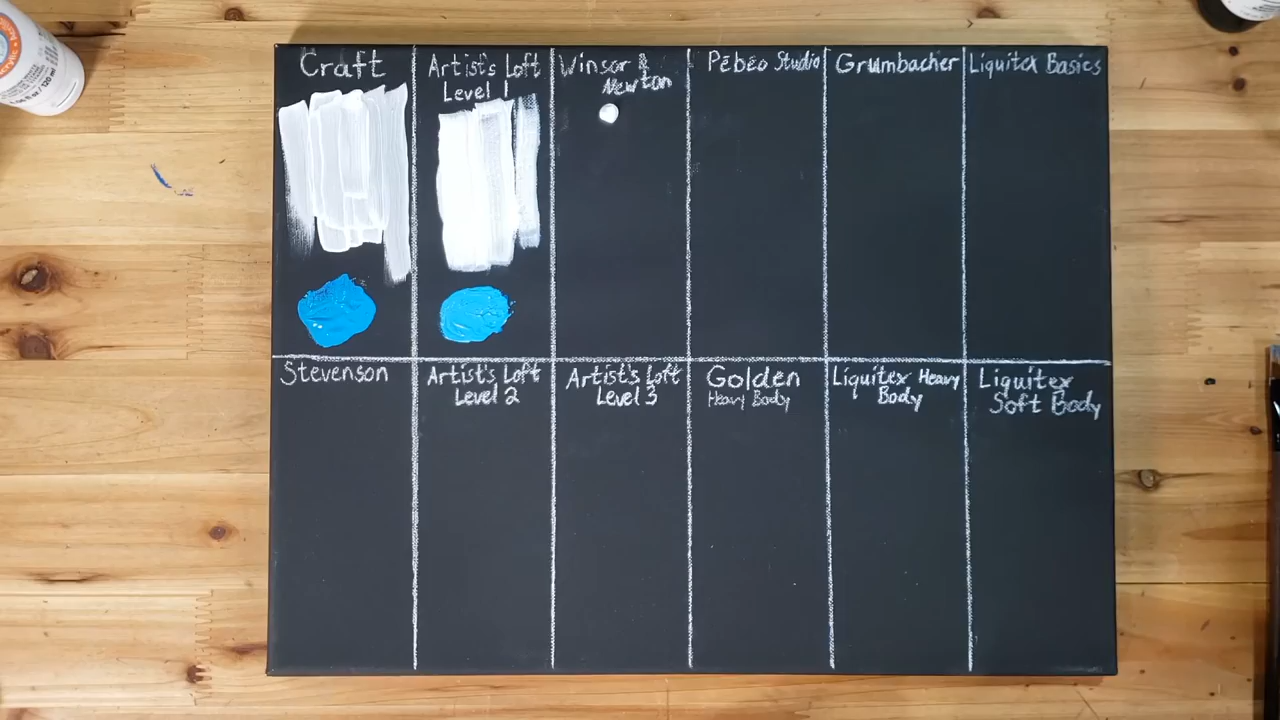 Craft
Artist's Loft
Level 1
Winsor &
Newton
Pēbēo Studio
Grumbacher
Liquitex Basics
Stevenson
Artist's Loft
Level 2
Artist's Loft
Level 3
Golden
Heavy Body
Liquitex Heavy
Body
Liquitex
Soft Body